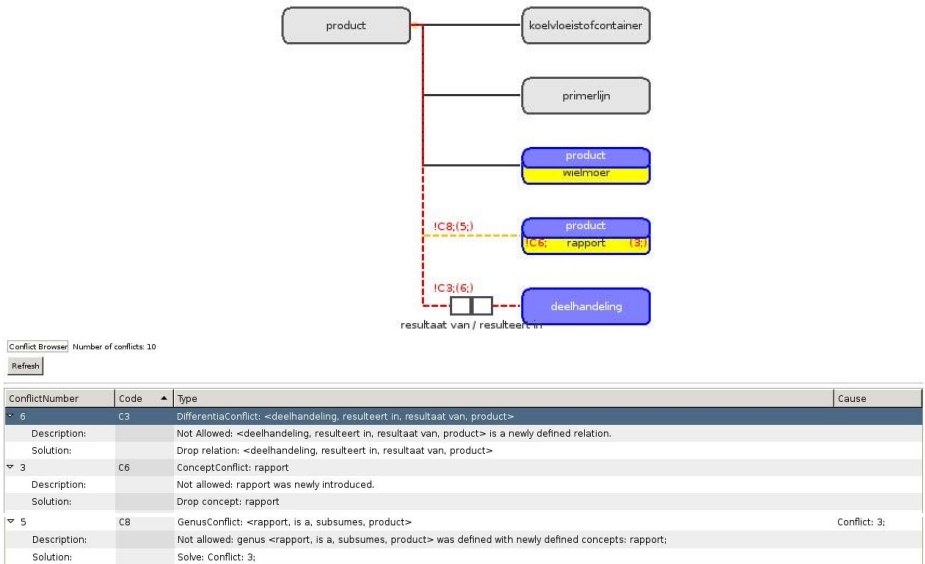 product
koelvloeistofcontainer
primerlijn
product
wielmoer
!C8;(5;)
product
!C6; rapport (3;)
!C3;(6;)
deelhandeling
resultaat van / resulteert in
Conflict Browser Number of conflicts: 10
Refresh
ConflictNumber Code Type Cause
6 C3 DifferentiaConflict: <deelhandeling, resulteert in, resultaat van, product>
Description: Not Allowed: <deelhandeling, resulteert in, resultaat van, product> is a newly defined relation.
Solution: Drop relation: <deelhandeling, resulteert in, resultaat van, product>
3 C6 ConceptConflict: rapport
Description: Not allowed: rapport was newly introduced.
Solution: Drop concept: rapport
5 C8 GenusConflict: <rapport, is a, subsumes, product> Conflict: 3;
Description: Not allowed: genus <rapport, is a, subsumes, product> was defined with newly defined concepts: rapport;
Solution: Solve: Conflict: 3;